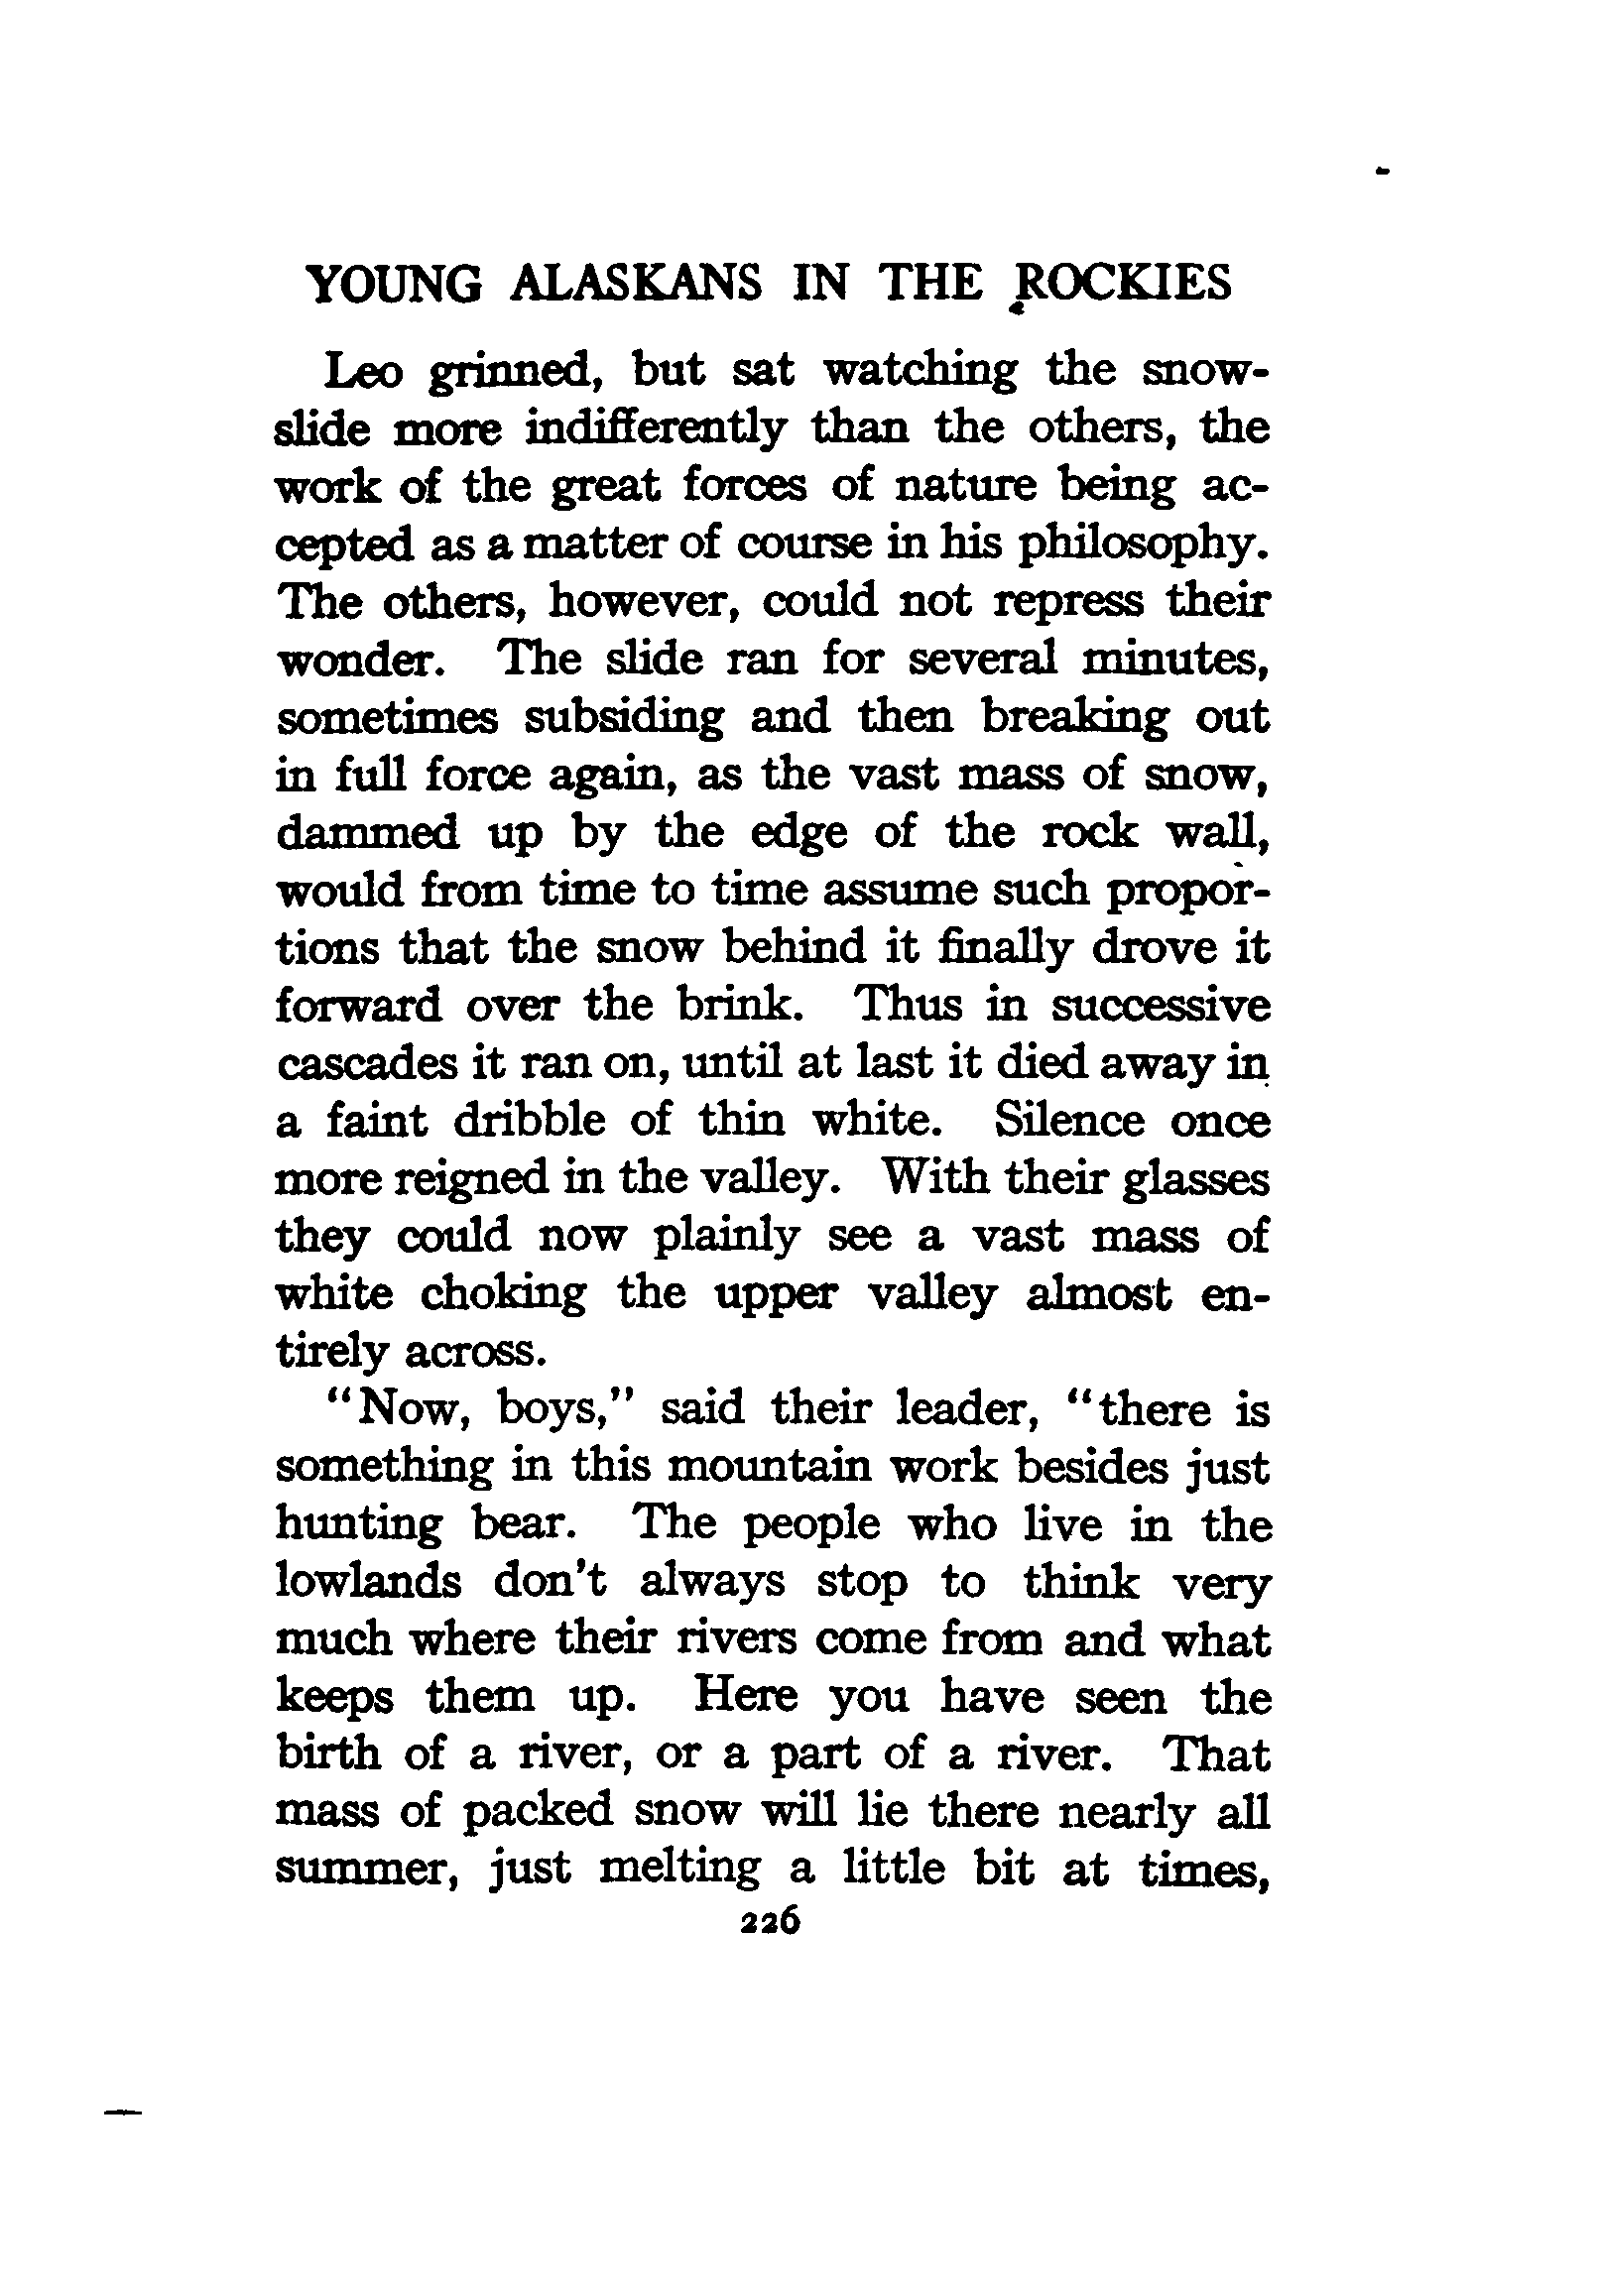 YOUNG ALASKANS IN THE ROCKIES
Leo grinned, but sat watching the snow-
slide more indifferently than the others, the
work of the great forces of nature being ac-
cepted as a matter of course in his philosophy.
The others, however, could not repress their
wonder. The slide ran for several minutes,
sometimes subsiding and then breaking out
in full force again, as the vast mass of snow,
dammed up by the edge of the rock wall,
would from time to time assume such propor-
tions that the snow behind it finally drove it
forward over the brink. Thus in successive
cascades it ran on, until at last it died away in
a faint dribble of thin white. Silence once
more reigned in the valley. With their glasses
they could now plainly see a vast mass of
white choking the upper valley almost en-
tirely across.
"Now, boys," said their leader, "there is
something in this mountain work besides just
hunting bear. The people who live in the
lowlands don't always stop to think very
much where their rivers come from and what
keeps them up. Here you have seen the
birth of a river, or a part of a river. That
mass of packed snow will lie there nearly all
summer, just melting a little bit at times,
226